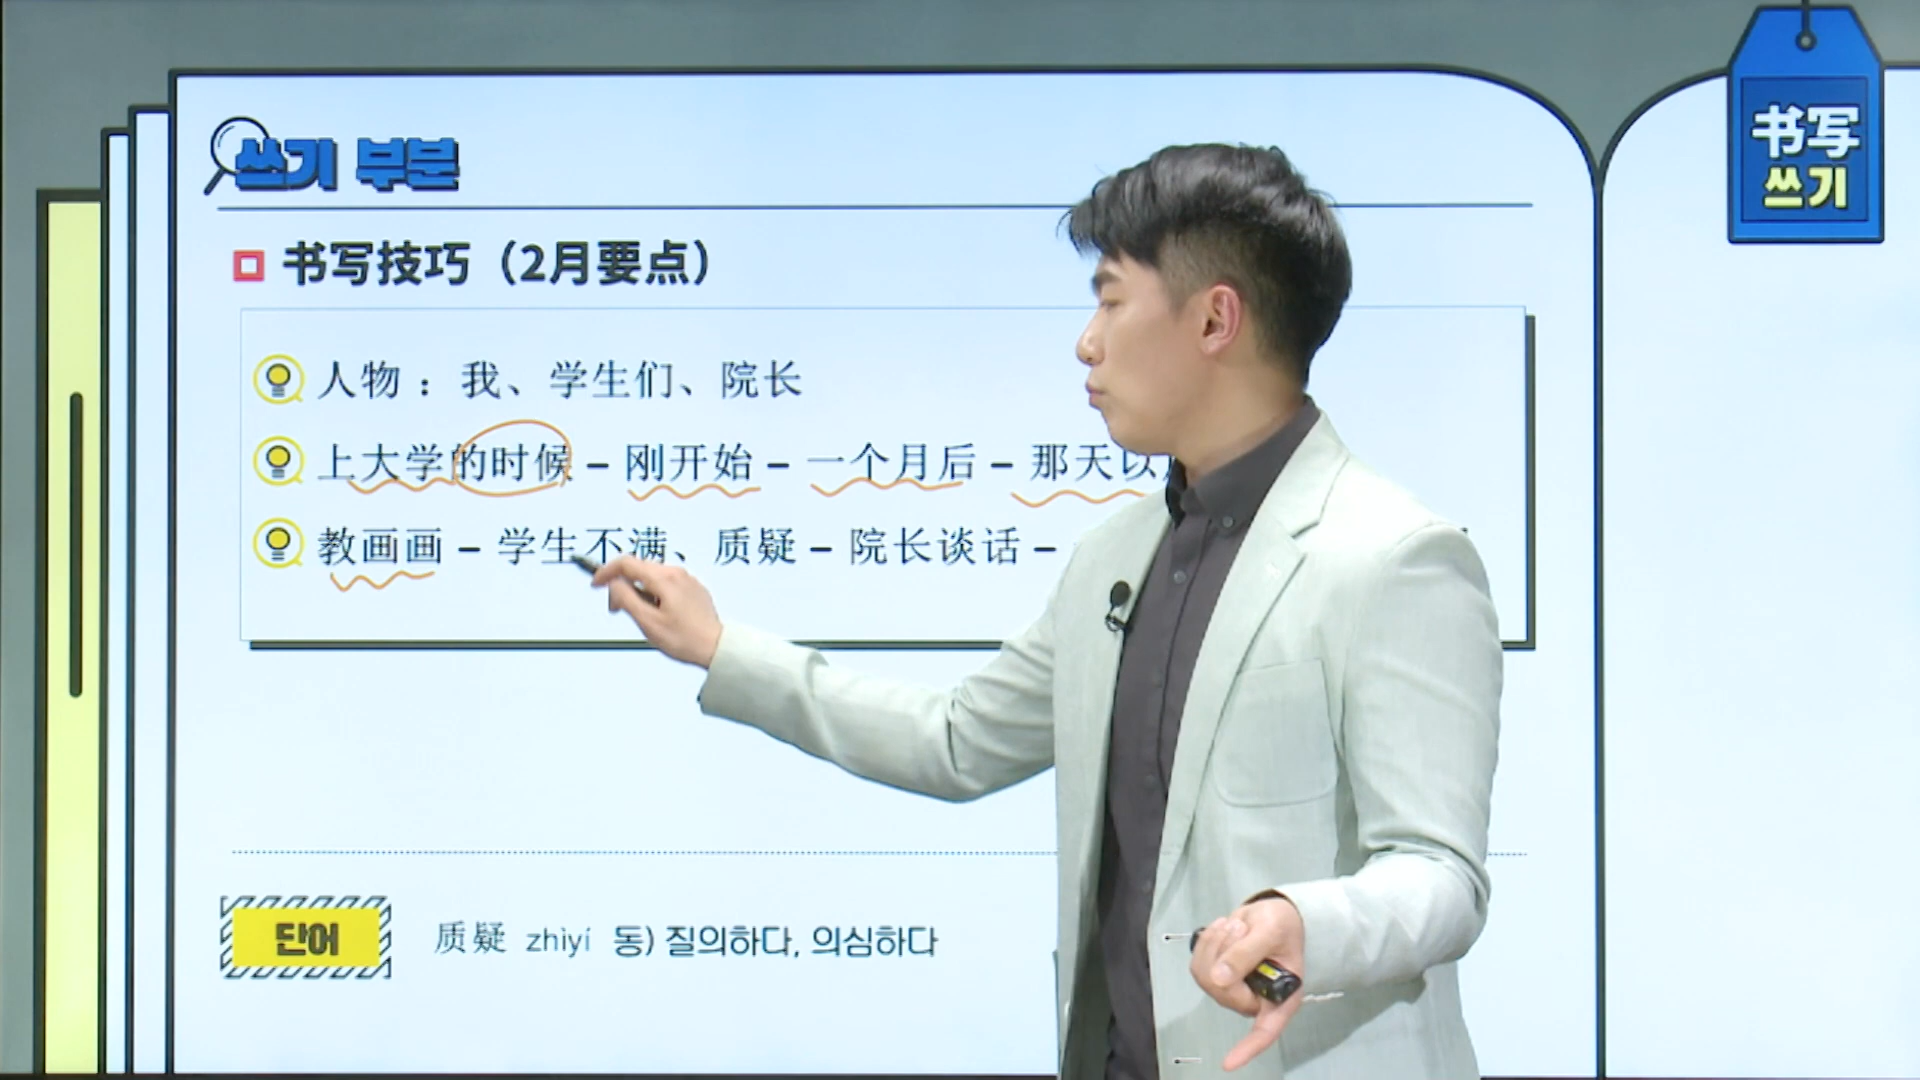 쓰기 부분
书写
쓰기
书写技巧（2月要点）
人物：我、学生们、院长
上大学的时候 – 刚开始 – 一个月后 – 那天以
教画画 – 学生不满、质疑 – 院长谈话 –
단어
质疑 zhìyí 동) 질의하다, 의심하다